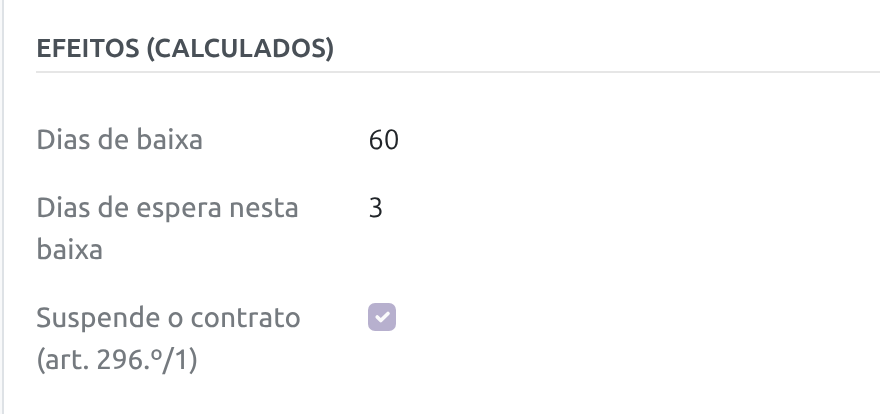 EFEITOS (CALCULADOS)
Dias de baixa 60
Dias de espera nesta 3
baixa
Suspende o contrato
(art. 296.º/1)